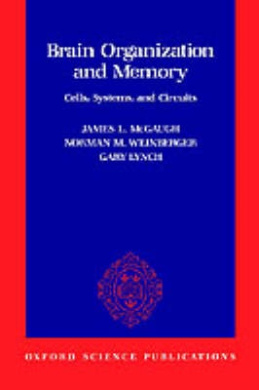 Brain Organization
and Memory
Cells, Systems, and Circuits
JAMES L. McGAUGH
NORMAN M. WEINBERGER
GARY LYNCH
OXFORD SCIENCE PUBLICATIONS